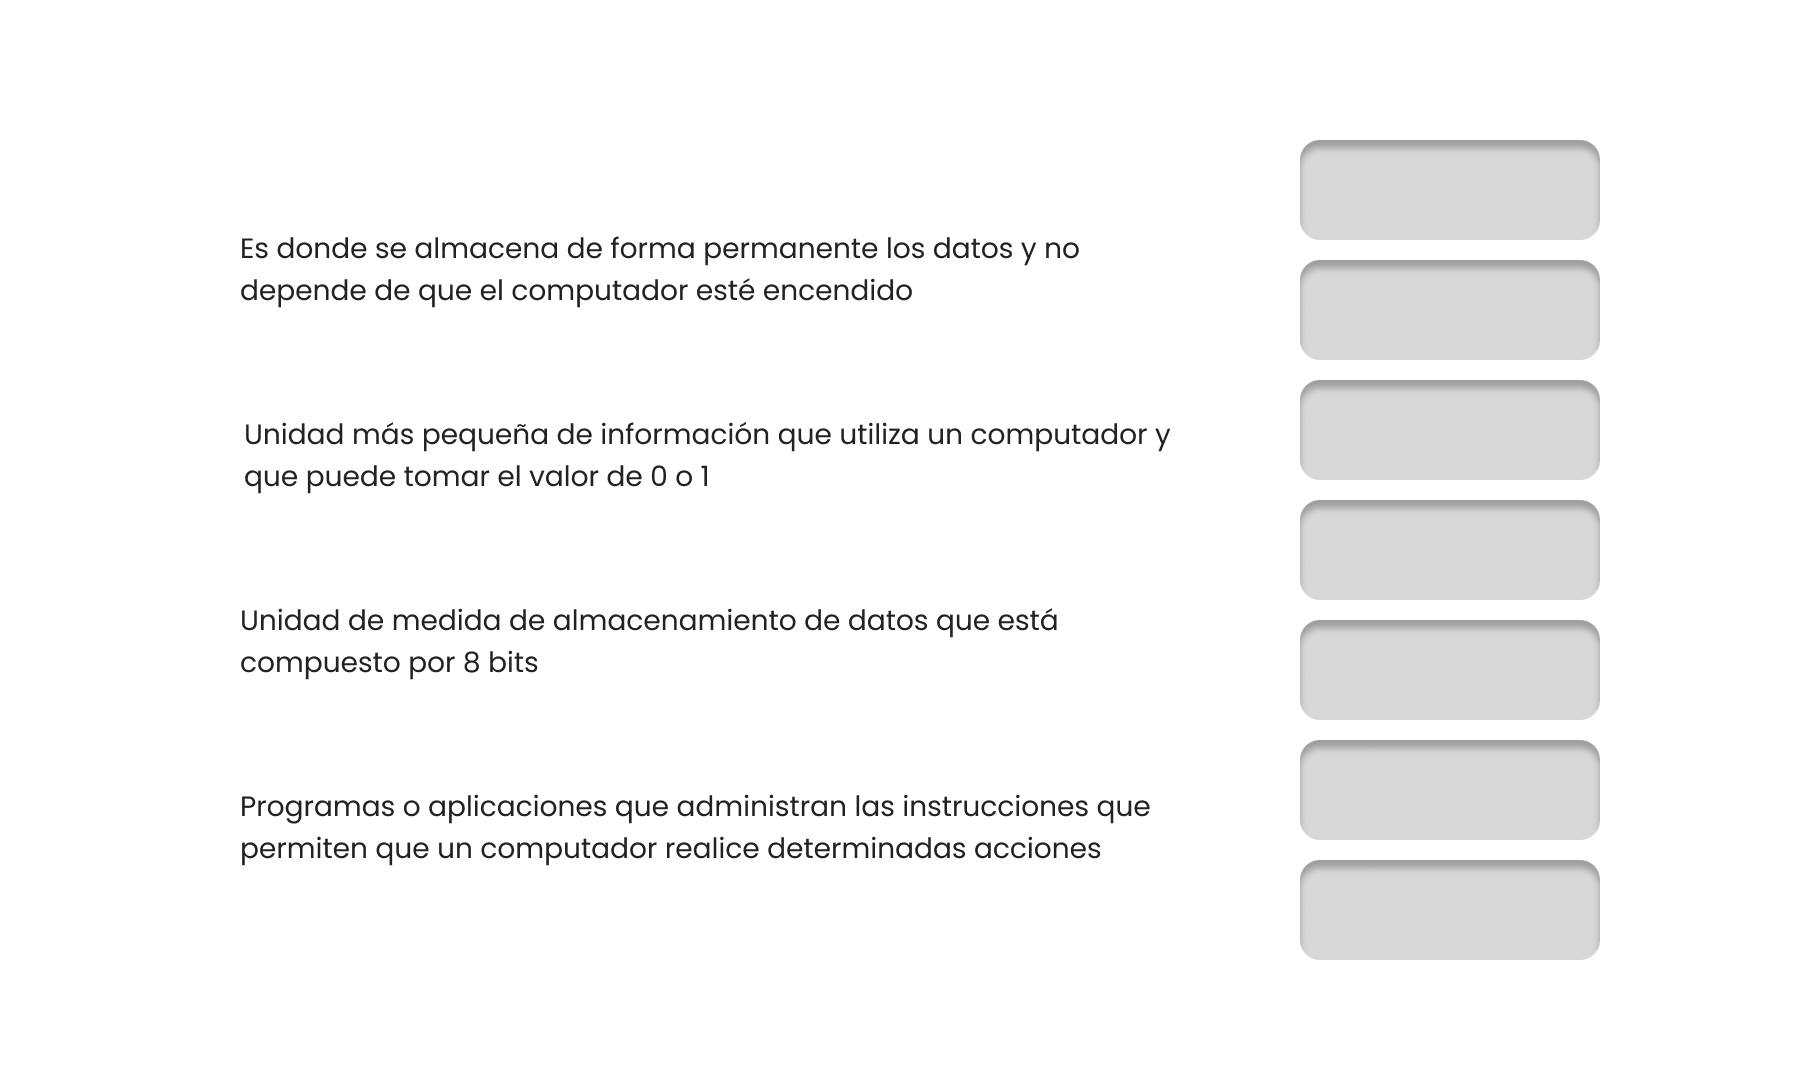 Es donde se almacena de forma permanente los datos y no
depende de que el computador esté encendido
Unidad más pequeña de información que utiliza un computador y
que puede tomar el valor de 0 o 1
Unidad de medida de almacenamiento de datos que está
compuesto por 8 bits
Programas o aplicaciones que administran las instrucciones que
permiten que un computador realice determinadas acciones